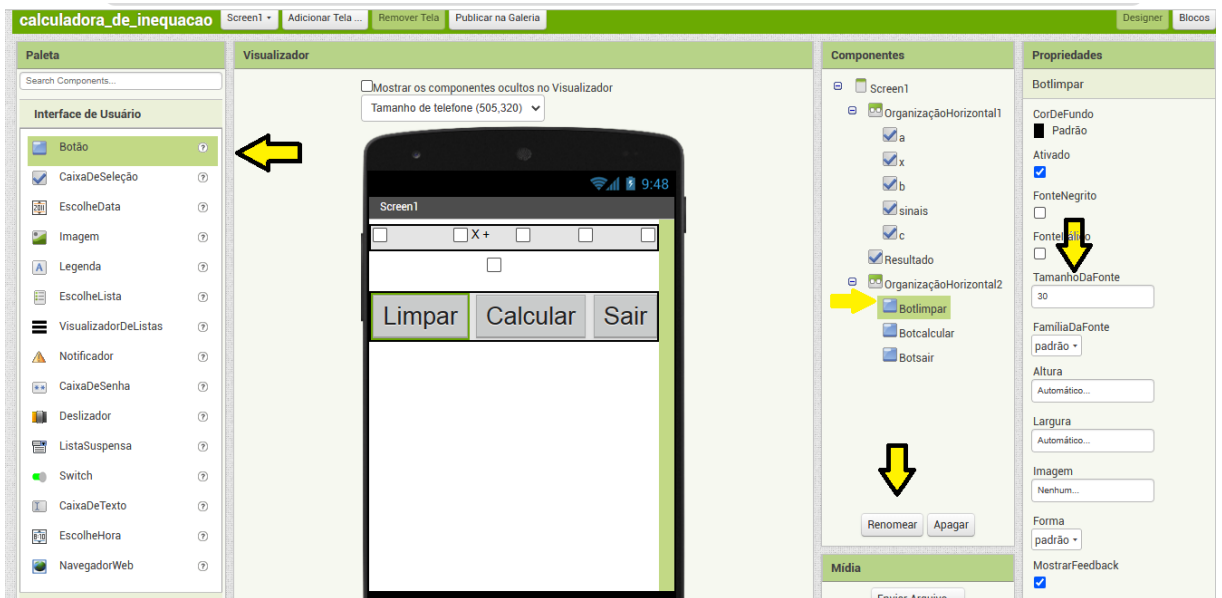 calculadora_de_inequacao Screen1 Adicionar Tela ... Remover Tela Publicar na Galeria Designer Blocos
Paleta
Search Components...
Interface de Usuário
Botão
CaixaDeSeleção
EscolheData
Imagem
Legenda
EscolheLista
VisualizadorDeListas
Notificador
CaixaDeSenha
Deslizador
ListaSuspensa
Switch
CaixaDeTexto
EscolheHora
NavegadorWeb
Visualizador
Mostrar os componentes ocultos no Visualizador
Tamanho de telefone (505,320)
9:48
Screen1
X +
Limpar Calcular Sair
Componentes
Screen1
OrganizaçãoHorizontal1
a
x
b
sinais
c
Resultado
OrganizaçãoHorizontal2
Botlimpar
Botcalcular
Botsair
Renomear Apagar
Mídia
Enviar Arquivo...
Propriedades
Botlimpar
CorDeFundo
Padrão
Ativado
FonteNegrito
FonteItálico
TamanhoDaFonte
30
FamíliaDaFonte
padrão
Altura
Automático...
Largura
Automático...
Imagem
Nenhum...
Forma
padrão
MostrarFeedback